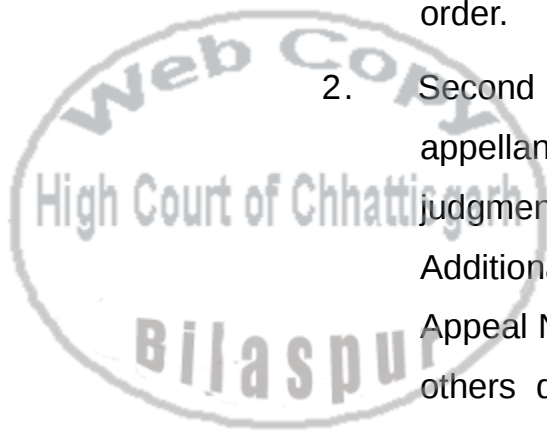 order.
Web Copy
2. Second
appellan
High Court of Chhattisgarh
judgmen
Additiona
Appeal N
Bilaspur
others d